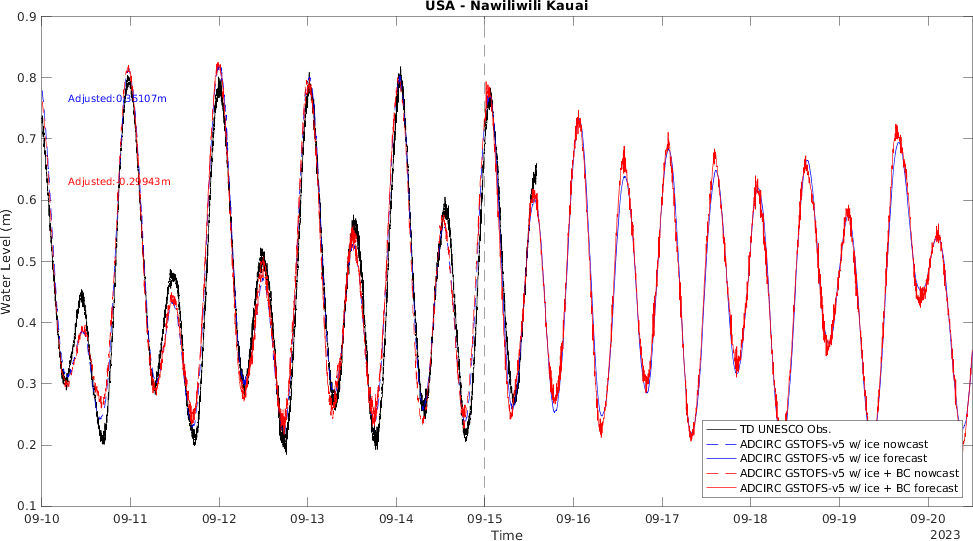 USA - Nawiliwili Kauai
0.9
0.8
0.7
0.6
0.5
0.4
0.3
0.2
0.1
Water Level (m)
Adjusted:0.36107m
Adjusted:-0.29943m
TD UNESCO Obs.
ADCIRC GSTOFS-v5 w/ ice nowcast
ADCIRC GSTOFS-v5 w/ ice forecast
ADCIRC GSTOFS-v5 w/ ice + BC nowcast
ADCIRC GSTOFS-v5 w/ ice + BC forecast
09-10 09-11 09-12 09-13 09-14 09-15 09-16 09-17 09-18 09-19 09-20
Time
2023